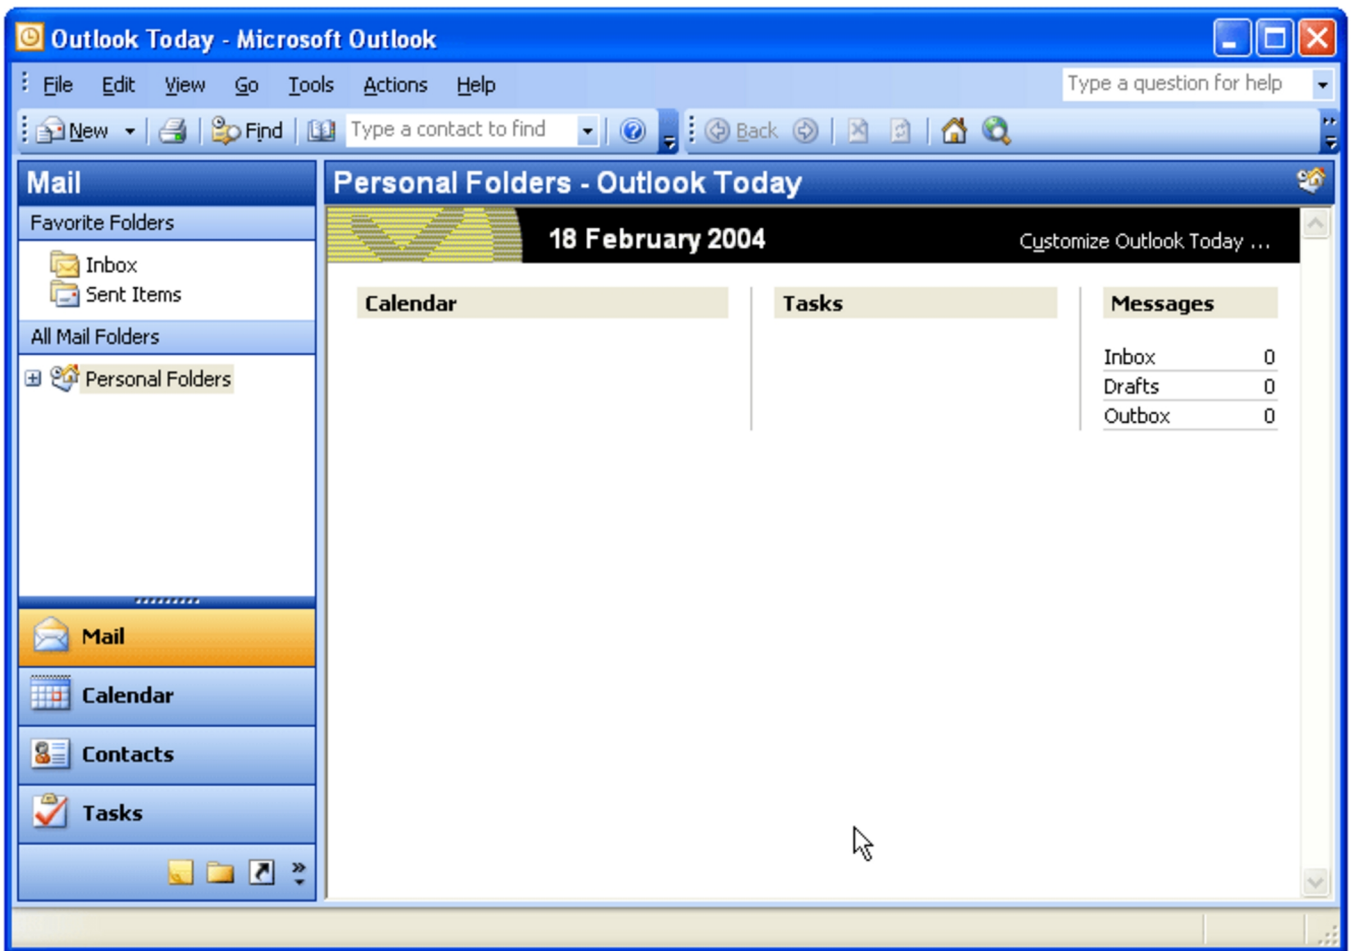 Outlook Today - Microsoft Outlook
File Edit View Go Tools Actions Help Type a question for help
New Find Type a contact to find Back
Mail
Favorite Folders
Inbox
Sent Items
All Mail Folders
Personal Folders
Mail
Calendar
Contacts
Tasks
Personal Folders - Outlook Today
18 February 2004 Customize Outlook Today ...
Calendar Tasks Messages
Inbox 0
Drafts 0
Outbox 0